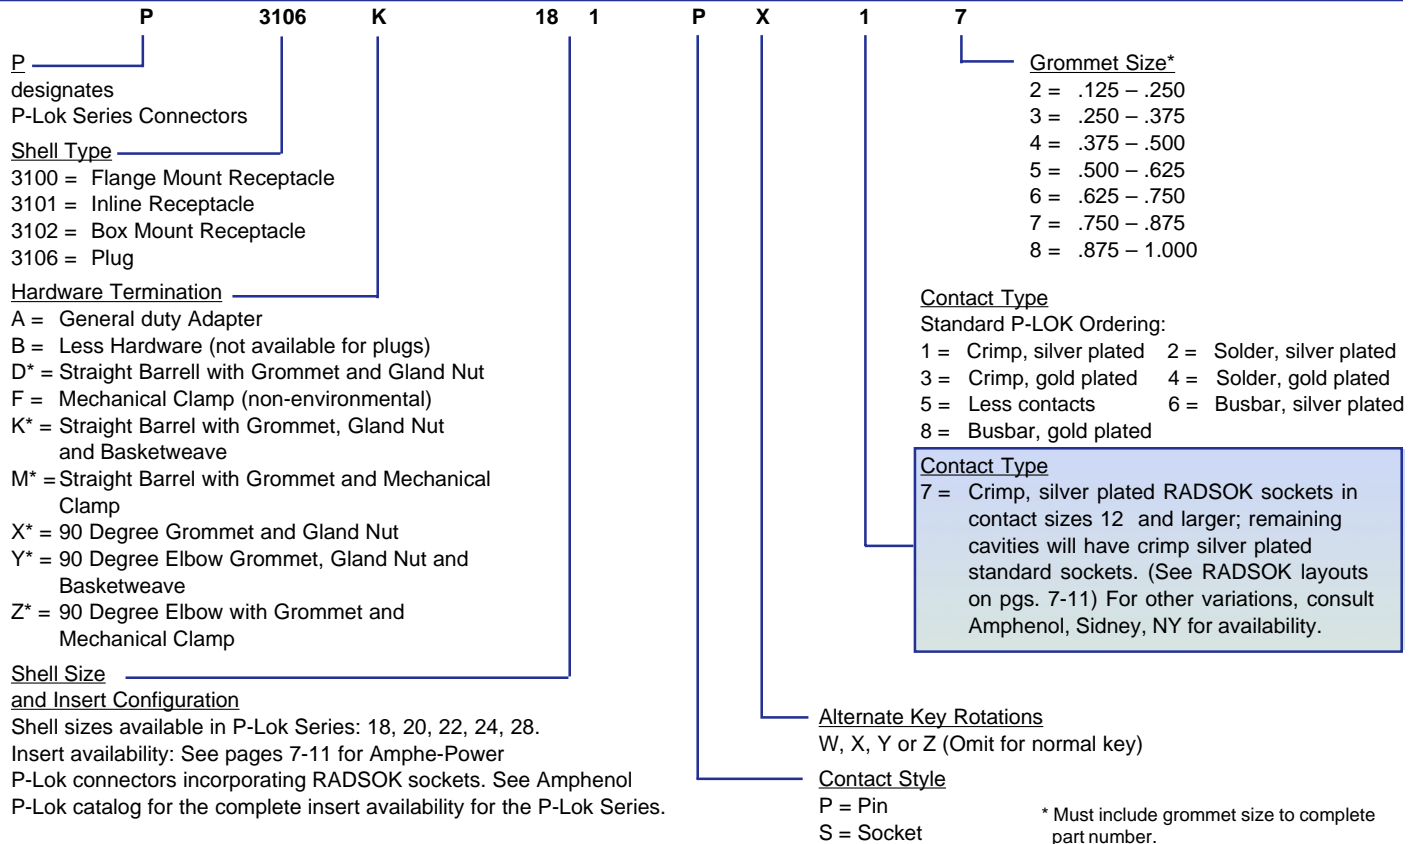 P 3106 K 18 1 P X 1 7
P
designates
P-Lok Series Connectors
Shell Type
3100 = Flange Mount Receptacle
3101 = Inline Receptacle
3102 = Box Mount Receptacle
3106 = Plug
Hardware Termination
A = General duty Adapter
B = Less Hardware (not available for plugs)
D* = Straight Barrell with Grommet and Gland Nut
F = Mechanical Clamp (non-environmental)
K* = Straight Barrel with Grommet, Gland Nut
and Basketweave
M* = Straight Barrel with Grommet and Mechanical
Clamp
X* = 90 Degree Grommet and Gland Nut
Y* = 90 Degree Elbow Grommet, Gland Nut and
Basketweave
Z* = 90 Degree Elbow with Grommet and
Mechanical Clamp
Shell Size
and Insert Configuration
Shell sizes available in P-Lok Series: 18, 20, 22, 24, 28.
Insert availability: See pages 7-11 for Amphe-Power
P-Lok connectors incorporating RADSOK sockets. See Amphenol
P-Lok catalog for the complete insert availability for the P-Lok Series.
Grommet Size*
2 = .125 – .250
3 = .250 – .375
4 = .375 – .500
5 = .500 – .625
6 = .625 – .750
7 = .750 – .875
8 = .875 – 1.000
Contact Type
Standard P-LOK Ordering:
1 = Crimp, silver plated 2 = Solder, silver plated
3 = Crimp, gold plated 4 = Solder, gold plated
5 = Less contacts 6 = Busbar, silver plated
8 = Busbar, gold plated
Contact Type
7 = Crimp, silver plated RADSOK sockets in
contact sizes 12 and larger; remaining
cavities will have crimp silver plated
standard sockets. (See RADSOK layouts
on pgs. 7-11) For other variations, consult
Amphenol, Sidney, NY for availability.
Alternate Key Rotations
W, X, Y or Z (Omit for normal key)
Contact Style
P = Pin
S = Socket
* Must include grommet size to complete
part number.